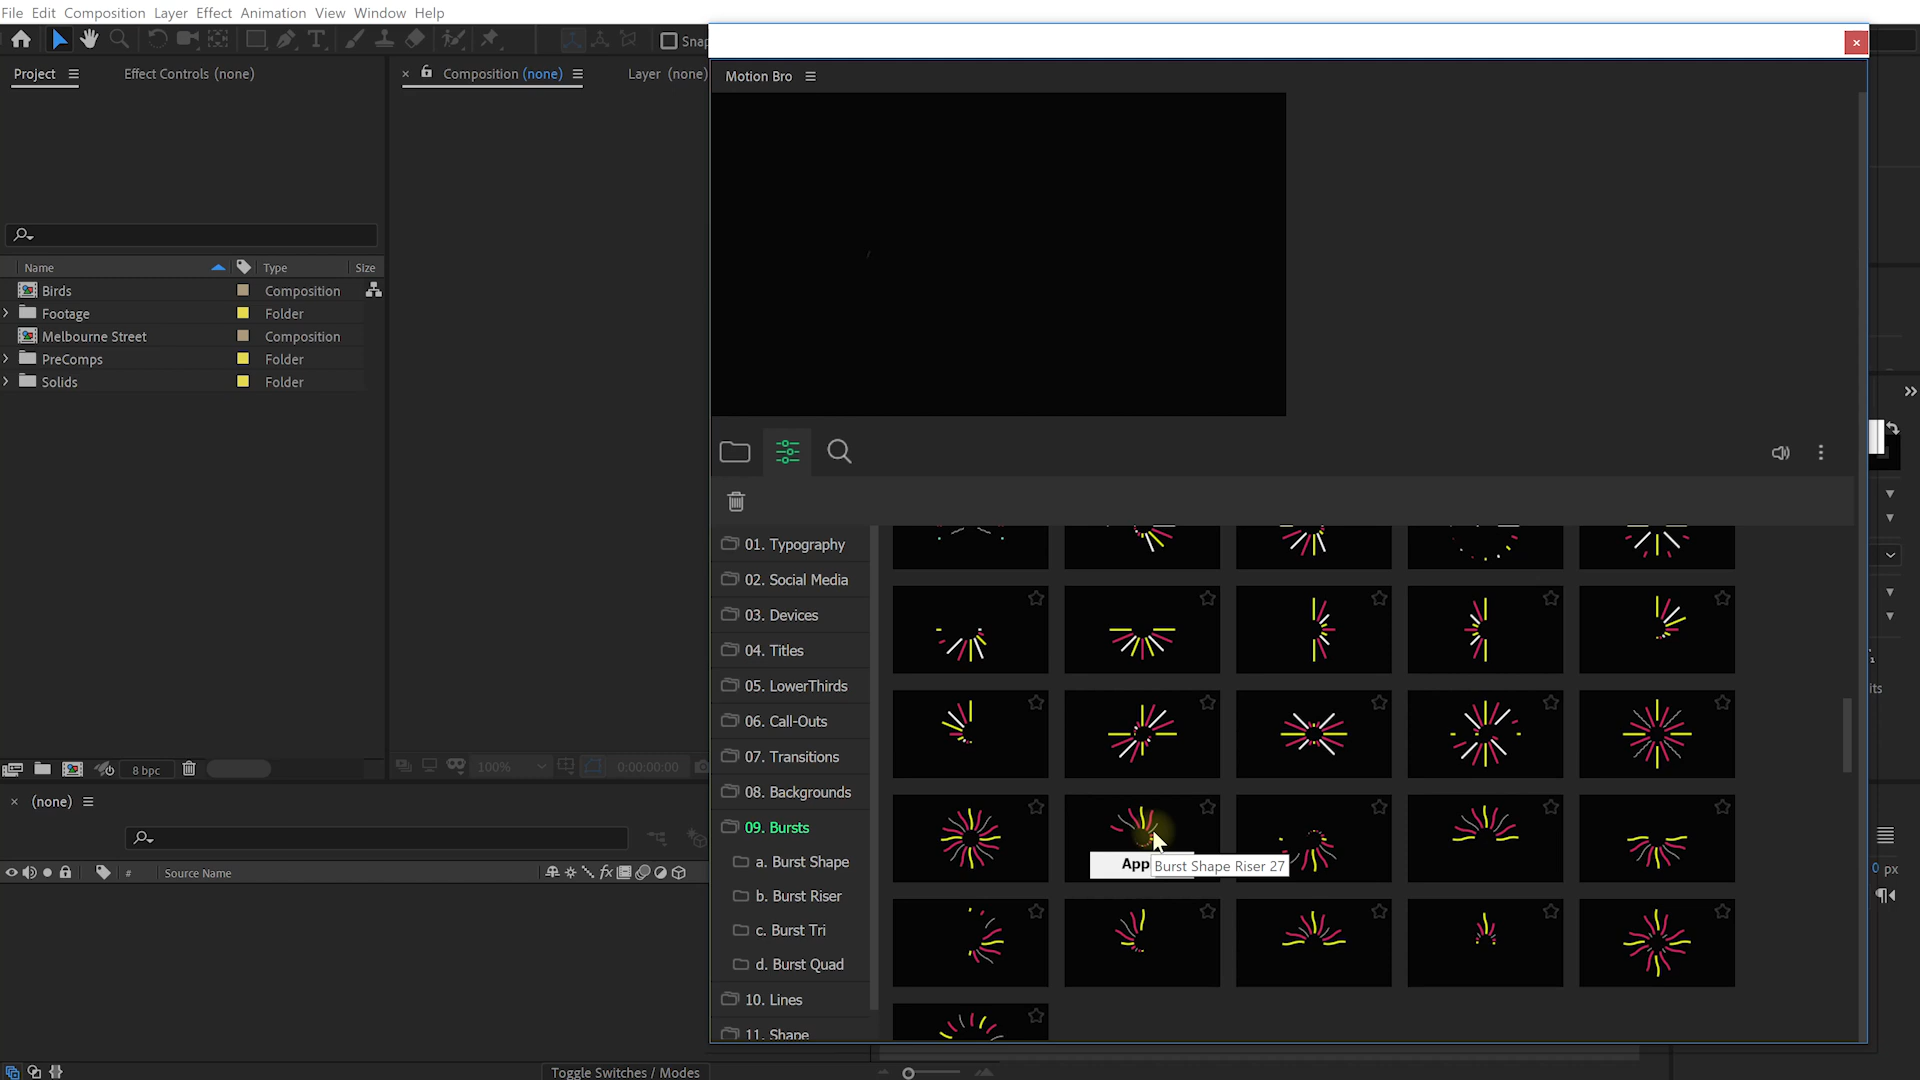 File Edit Composition Layer Effect Animation View Window Help
Snap
Project
Effect Controls (none)
Composition (none)
Layer (none)
Motion Bro
Name
Type
Size
Birds
Composition
Footage
Folder
Melbourne Street
Composition
PreComps
Folder
Solids
Folder
01. Typography
02. Social Media
03. Devices
04. Titles
05. LowerThirds
06. Call-Outs
07. Transitions
08. Backgrounds
09. Bursts
a. Burst Shape
b. Burst Riser
c. Burst Tri
d. Burst Quad
10. Lines
11. Shape
App
Burst Shape Riser 27
8 bpc
100%
0:00:00:00
(none)
#
Source Name
fx
0 px
Toggle Switches / Modes